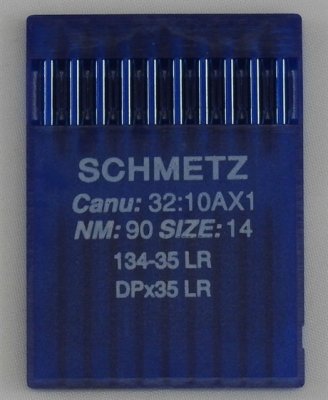 SCHMETZ
Canu: 32:10AX1
NM: 90 SIZE: 14
134-35 LR
DPx35 LR